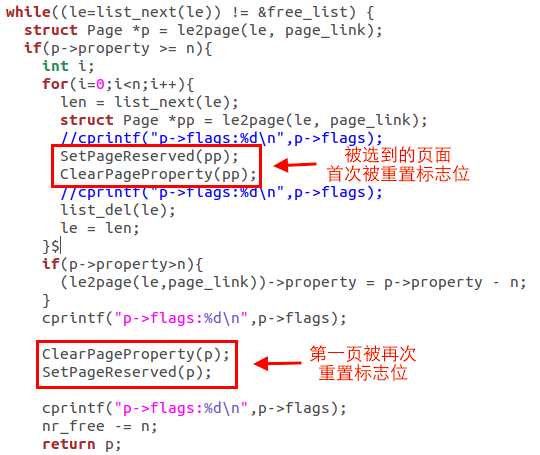 while((le=list_next(le)) != &free_list) {
struct Page *p = le2page(le, page_link);
if(p->property >= n){
int i;
for(i=0;i<n;i++){
len = list_next(le);
struct Page *pp = le2page(le, page_link);
//cprintf("p->flags:%d\n",p->flags);
SetPageReserved(pp);
ClearPageProperty(pp);
被选到的页面
首次被重置标志位
//cprintf("p->flags:%d\n",p->flags);
list_del(le);
le = len;
}$
if(p->property>n){
(le2page(le,page_link))->property = p->property - n;
}
cprintf("p->flags:%d\n",p->flags);
ClearPageProperty(p);
SetPageReserved(p);
第一页被再次
重置标志位
cprintf("p->flags:%d\n",p->flags);
nr_free -= n;
return p;